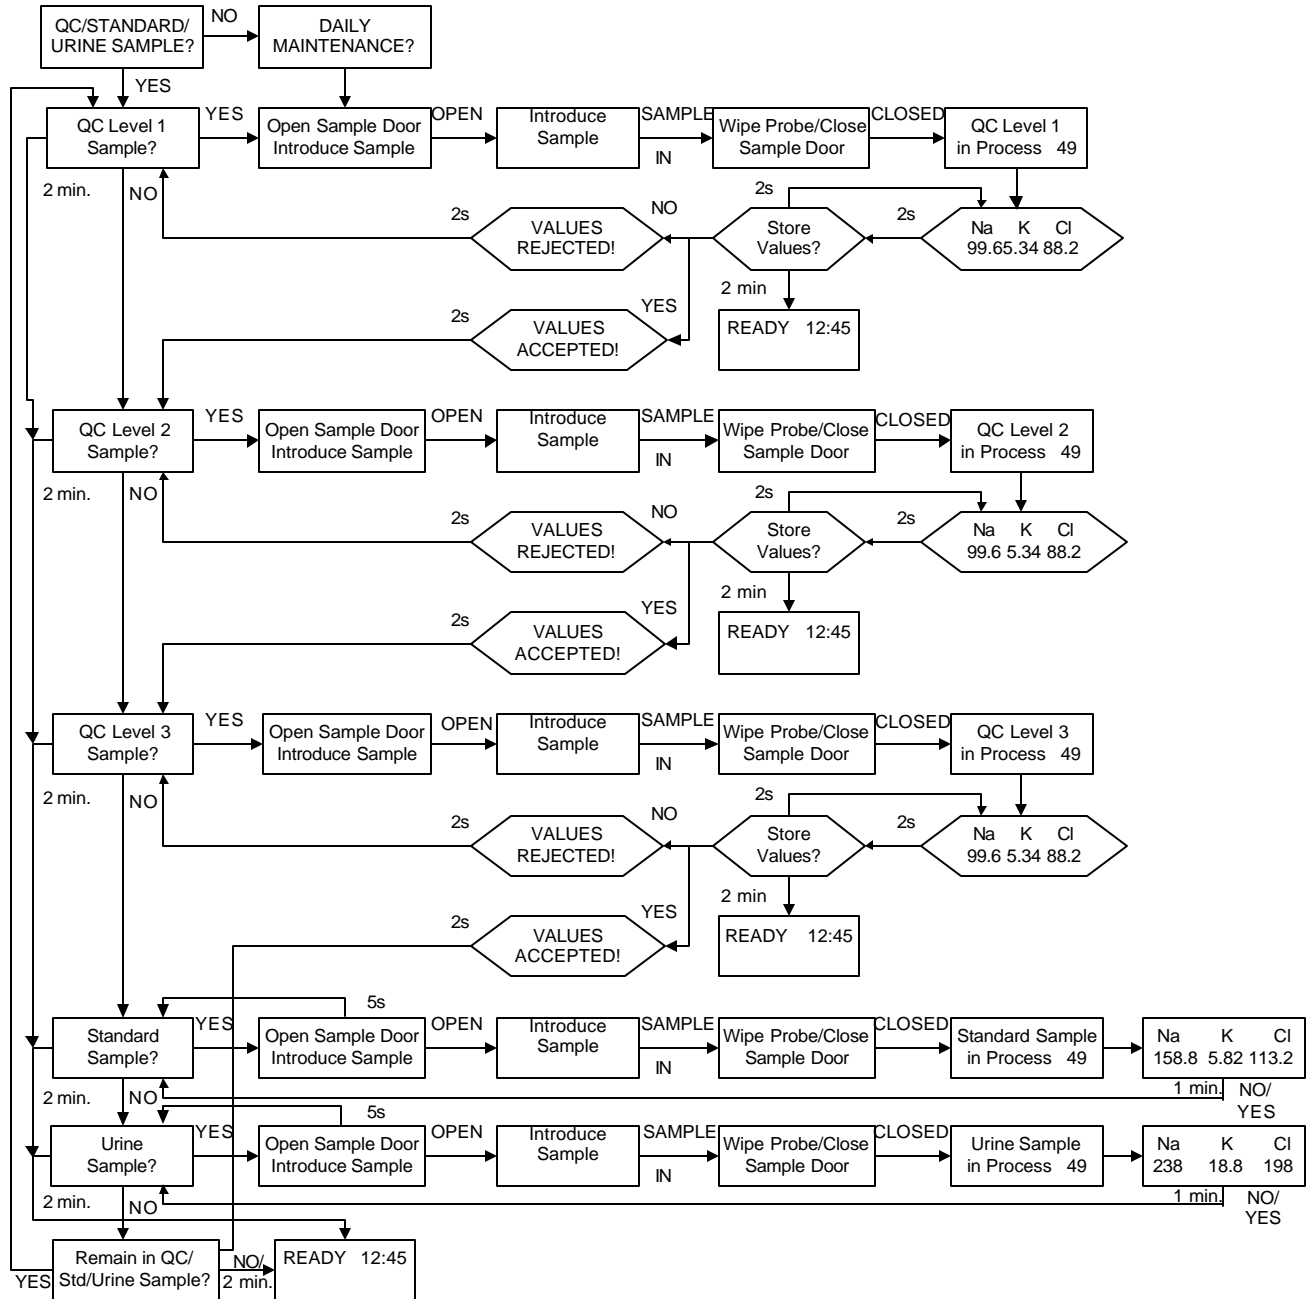 QC/STANDARD/
URINE SAMPLE?
NO
DAILY
MAINTENANCE?
YES
QC Level 1
Sample?
YES
Open Sample Door
Introduce Sample
OPEN
Introduce
Sample
SAMPLE
IN
Wipe Probe/Close
Sample Door
CLOSED
QC Level 1
in Process 49
2 min.
NO
2s
VALUES
REJECTED!
NO
Store
Values?
2s
2s
Na K Cl
99.65.34 88.2
2 min
READY 12:45
YES
2s
VALUES
ACCEPTED!
QC Level 2
Sample?
YES
Open Sample Door
Introduce Sample
OPEN
Introduce
Sample
SAMPLE
IN
Wipe Probe/Close
Sample Door
CLOSED
QC Level 2
in Process 49
2 min.
NO
2s
VALUES
REJECTED!
NO
Store
Values?
2s
2s
Na K Cl
99.6 5.34 88.2
2 min
READY 12:45
YES
2s
VALUES
ACCEPTED!
QC Level 3
Sample?
YES
Open Sample Door
Introduce Sample
OPEN
Introduce
Sample
SAMPLE
IN
Wipe Probe/Close
Sample Door
CLOSED
QC Level 3
in Process 49
2 min.
NO
2s
VALUES
REJECTED!
NO
Store
Values?
2s
2s
Na K Cl
99.6 5.34 88.2
2 min
READY 12:45
YES
2s
VALUES
ACCEPTED!
5s
Standard
Sample?
YES
Open Sample Door
Introduce Sample
OPEN
Introduce
Sample
SAMPLE
IN
Wipe Probe/Close
Sample Door
CLOSED
Standard Sample
in Process 49
Na K Cl
158.8 5.82 113.2
2 min.
NO
1 min.
NO/
YES
5s
Urine
Sample?
YES
Open Sample Door
Introduce Sample
OPEN
Introduce
Sample
SAMPLE
IN
Wipe Probe/Close
Sample Door
CLOSED
Urine Sample
in Process 49
Na K Cl
238 18.8 198
2 min.
NO
1 min.
NO/
YES
Remain in QC/
Std/Urine Sample?
YES
NO/
2 min.
READY 12:45